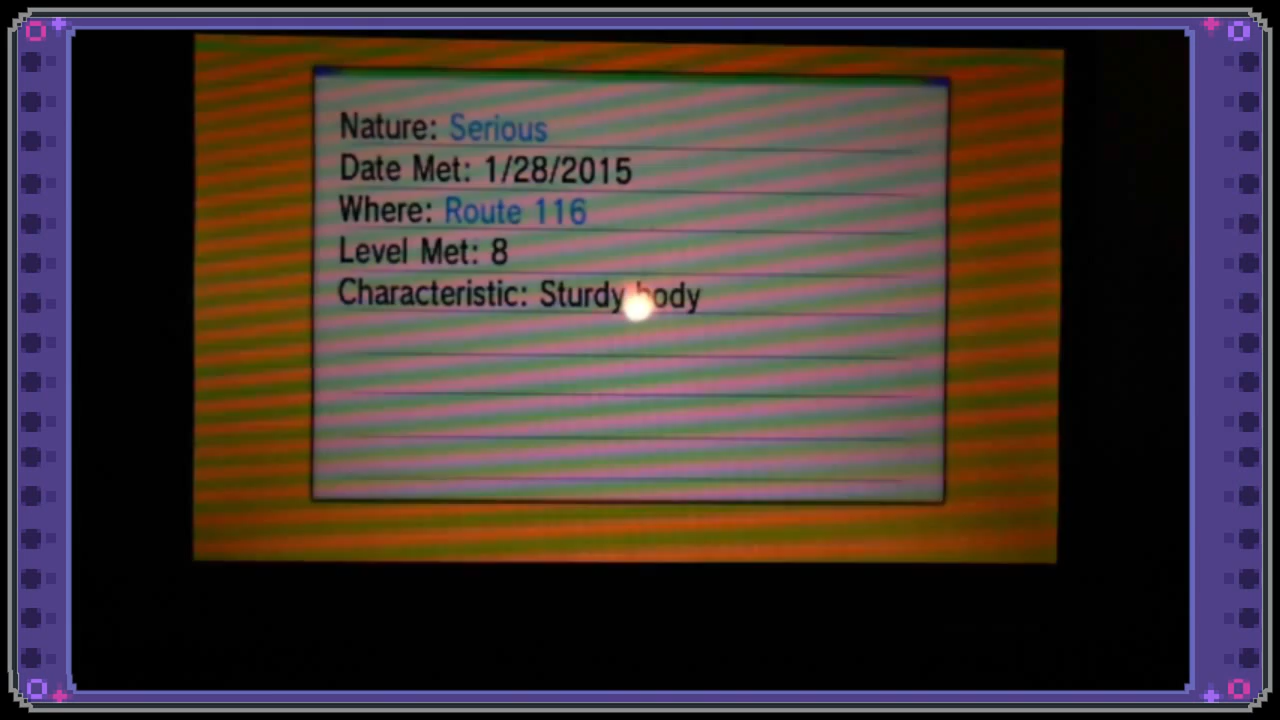 Nature: Serious
Date Met: 1/28/2015
Where: Route 116
Level Met: 8
Characteristic: Sturdy body